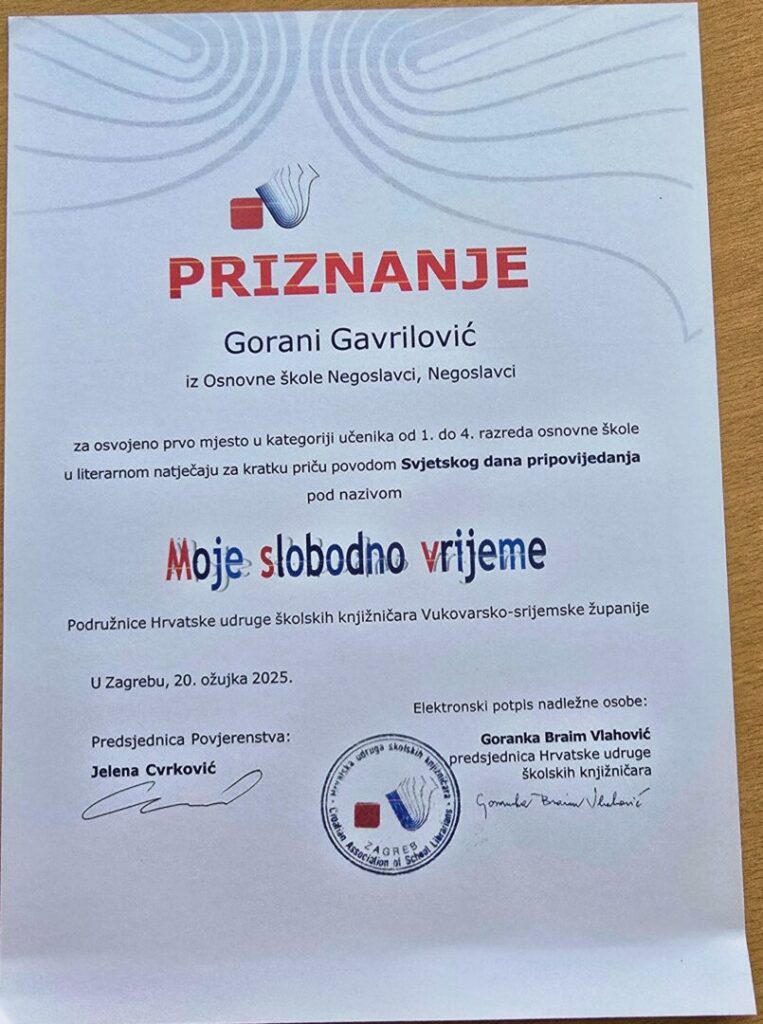 PRIZNANJE
Gorani Gavrilović
iz Osnovne škole Negoslavci, Negoslavci
za osvojeno prvo mjesto u kategoriji učenika od 1. do 4. razreda osnovne škole
u literarnom natječaju za kratku priču povodom Svjetskog dana pripovijedanja
pod nazivom
Moje slobodno vrijeme
Podružnice Hrvatske udruge školskih knjižničara Vukovarsko-srijemske županije
U Zagrebu, 20. ožujka 2025.
Elektronski potpis nadležne osobe:
Predsjednica Povjerenstva:
Jelena Cvrković
Goranka Braim Vlahović
predsjednica Hrvatske udruge
školskih knjižničara
Goranka Braim Vlahović
Hrvatska udruga školskih knjižničara
Croatian Association of School Librarians
ZAGREB